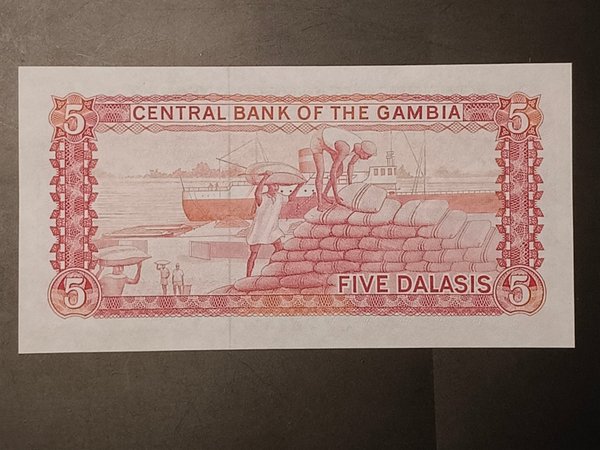 5 CENTRAL BANK OF THE GAMBIA 5
5 FIVE DALASIS 5